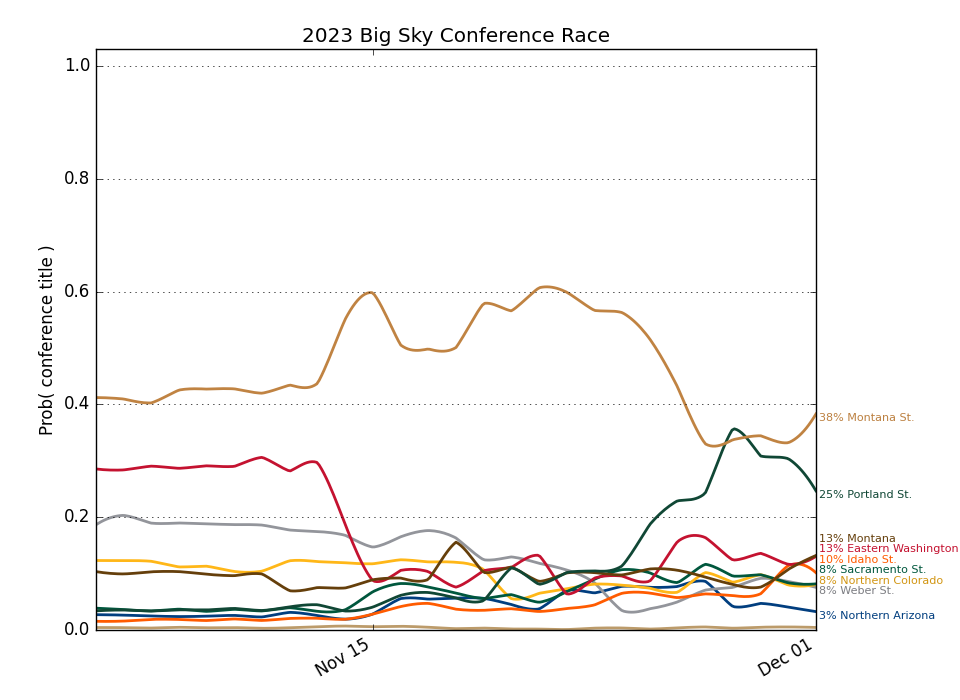 2023 Big Sky Conference Race
Prob( conference title )
1.0
0.8
0.6
0.4
0.2
0.0
Nov 15
Dec 01
38% Montana St.
25% Portland St.
13% Montana
13% Eastern Washington
10% Idaho St.
8% Sacramento St.
8% Northern Colorado
8% Weber St.
3% Northern Arizona